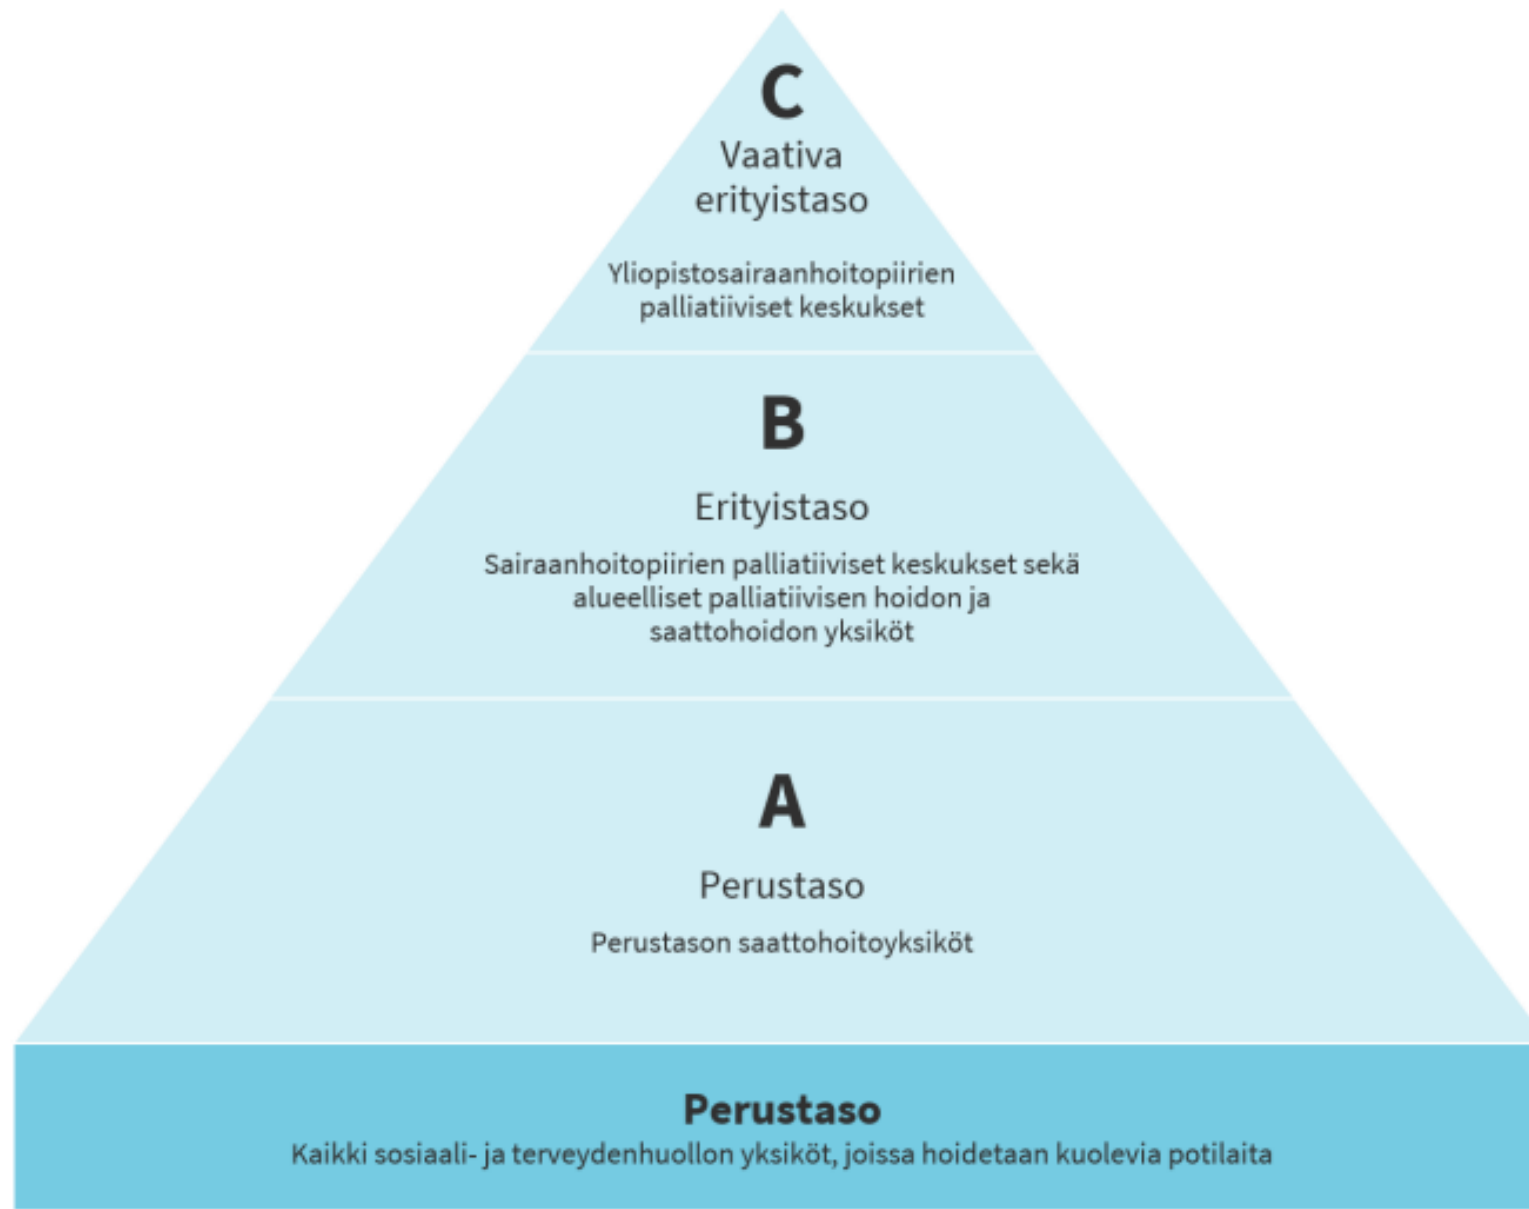 C
Vaativa
erityistaso
Yliopistosairaanhoitopiirien
palliatiiviset keskukset
B
Erityistaso
Sairaanhoitopiirien palliatiiviset keskukset sekä
alueelliset palliatiivisen hoidon ja
saattohoidon yksiköt
A
Perustaso
Perustason saattohoitoyksiköt
Perustaso
Kaikki sosiaali- ja terveydenhuollon yksiköt, joissa hoidetaan kuolevia potilaita